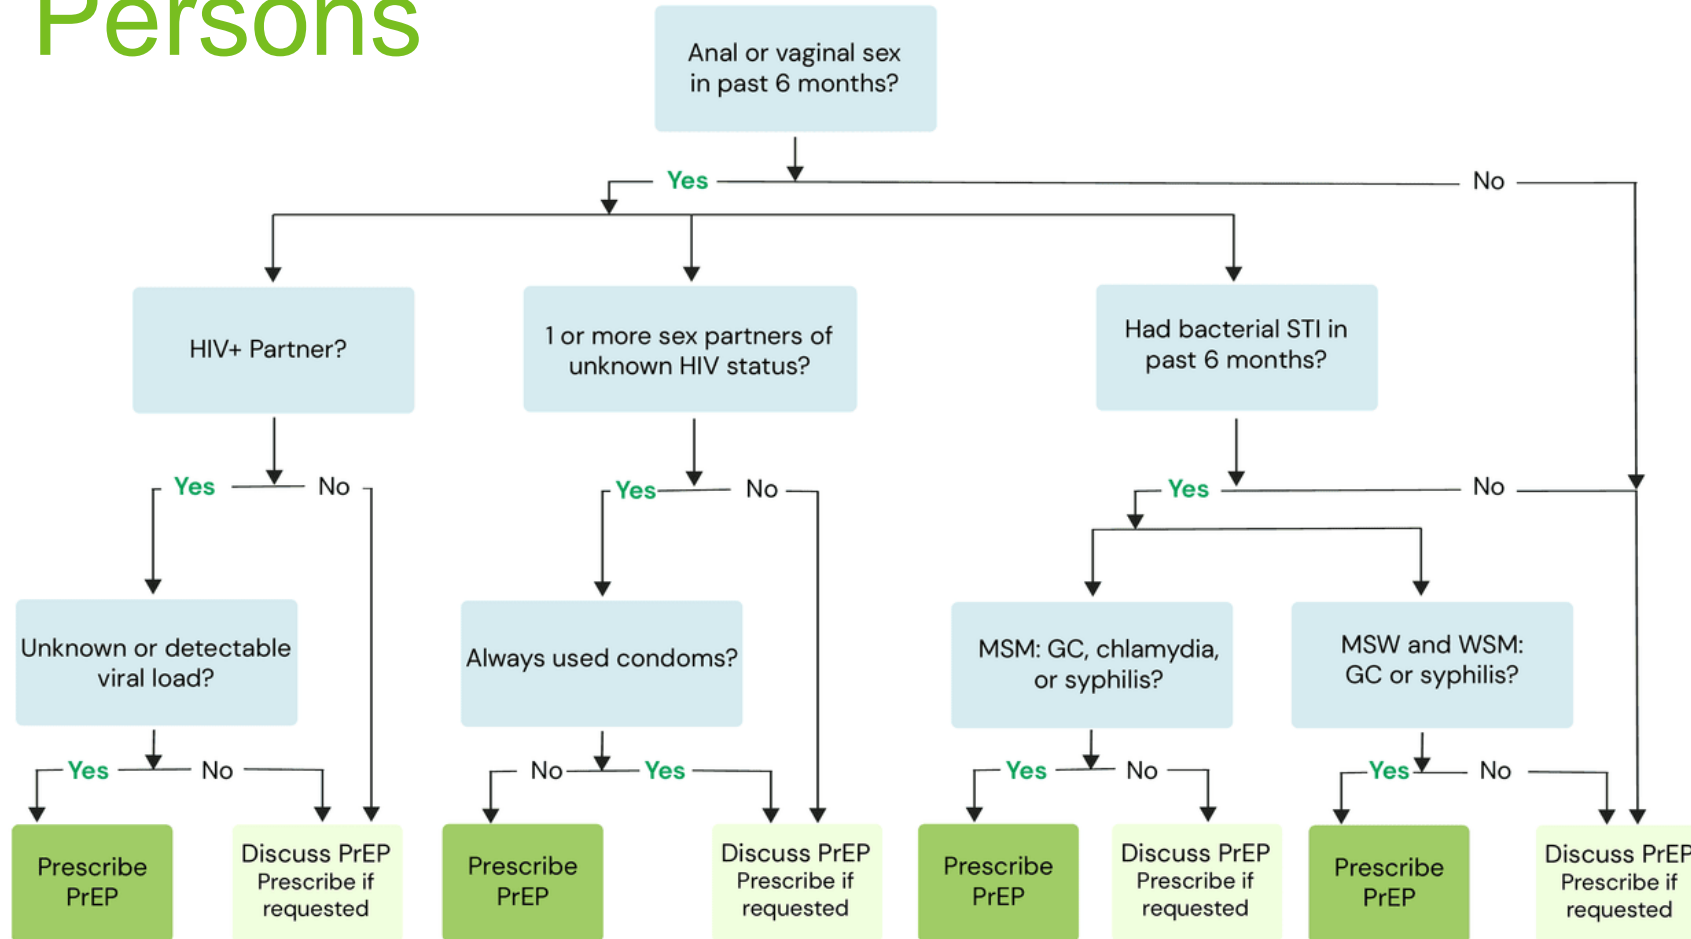 Persons
Anal or vaginal sex
in past 6 months?
Yes
No
HIV+ Partner?
1 or more sex partners of
unknown HIV status?
Had bacterial STI in
past 6 months?
Yes
No
Yes
No
Yes
No
Unknown or detectable
viral load?
Always used condoms?
MSM: GC, chlamydia,
or syphilis?
MSW and WSM:
GC or syphilis?
Yes
No
No
Yes
Yes
No
Yes
No
Prescribe
PrEP
Discuss PrEP
Prescribe if
requested
Prescribe
PrEP
Discuss PrEP
Prescribe if
requested
Prescribe
PrEP
Discuss PrEP
Prescribe if
requested
Prescribe
PrEP
Discuss PrEP
Prescribe if
requested